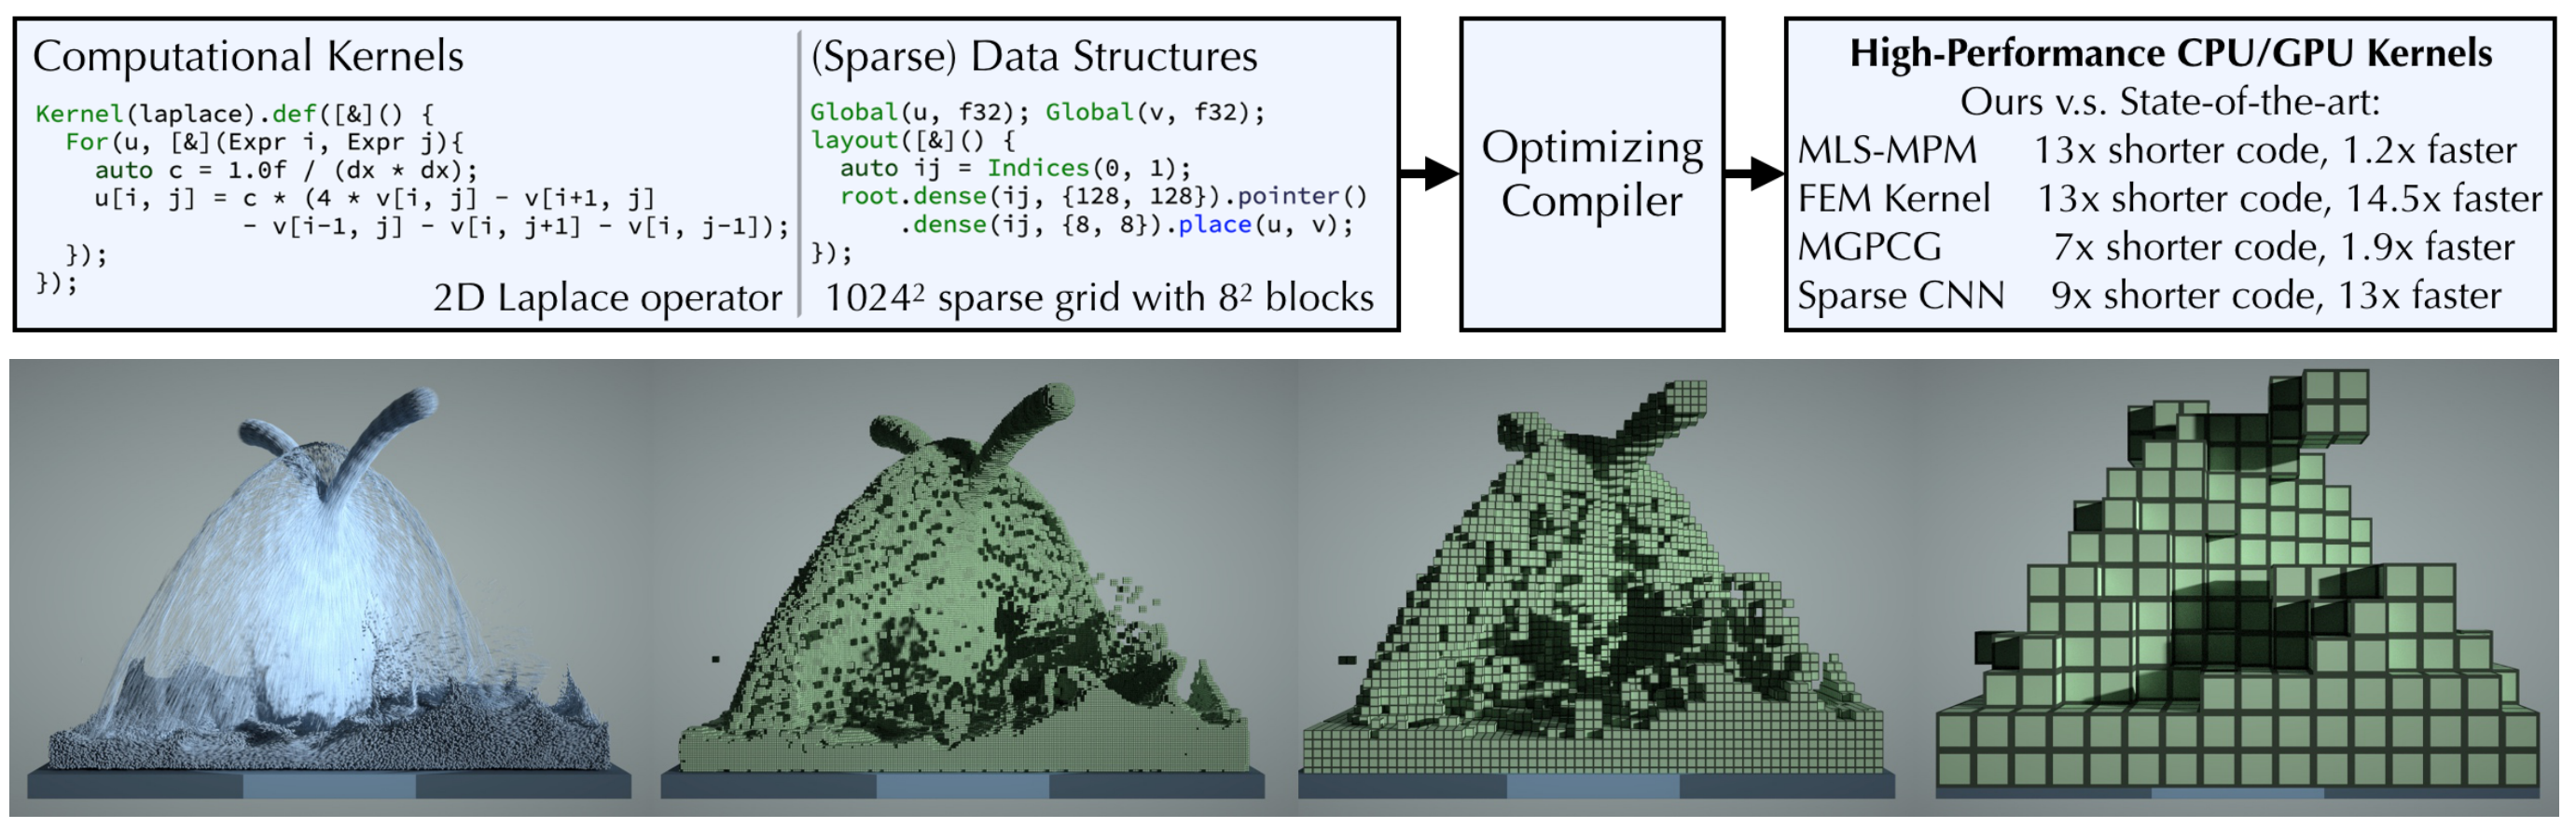 Computational Kernels
Kernel(laplace).def([&]() {
  For(u, [&](Expr i, Expr j){
    auto c = 1.0f / (dx * dx);
    u[i, j] = c * (4 * v[i, j] − v[i+1, j]
              − v[i−1, j] − v[i, j+1] − v[i, j−1]);
  });
});
2D Laplace operator
(Sparse) Data Structures
Global(u, f32); Global(v, f32);
layout([&]() {
  auto ij = Indices(0, 1);
  root.dense(ij, {128, 128}).pointer()
      .dense(ij, {8, 8}).place(u, v);
});
1024² sparse grid with 8² blocks
Optimizing
Compiler
High-Performance CPU/GPU Kernels
Ours v.s. State-of-the-art:
MLS-MPM 13x shorter code, 1.2x faster
FEM Kernel 13x shorter code, 14.5x faster
MGPCG 7x shorter code, 1.9x faster
Sparse CNN 9x shorter code, 13x faster